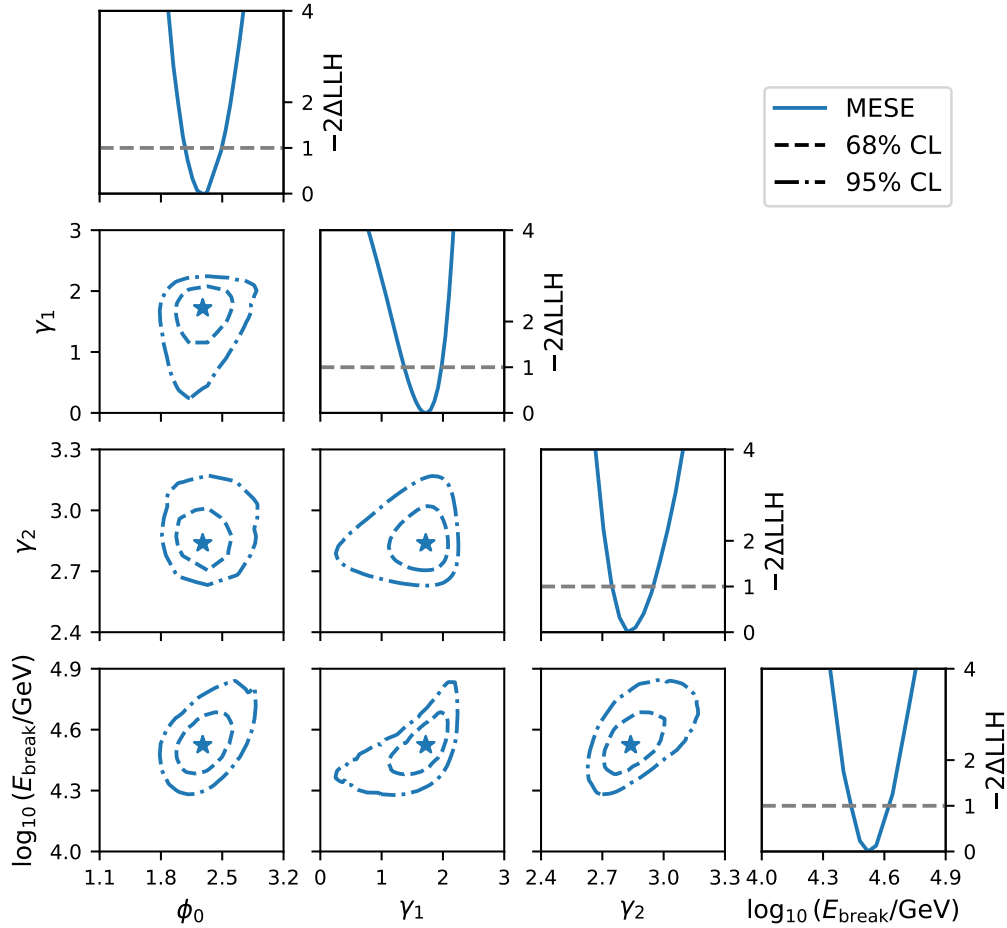 4
2
1
0
−2ΔLLH
MESE
68% CL
95% CL
γ₁
3
2
1
0
4
2
1
0
−2ΔLLH
γ₂
3.3
3.0
2.7
2.4
4
2
1
0
−2ΔLLH
log₁₀(E_break/GeV)
4.9
4.6
4.3
4.0
4
2
1
0
−2ΔLLH
1.1 1.8 2.5 3.2 0 1 2 3 2.4 2.7 3.0 3.3 4.0 4.3 4.6 4.9
ϕ₀ γ₁ γ₂ log₁₀(E_break/GeV)